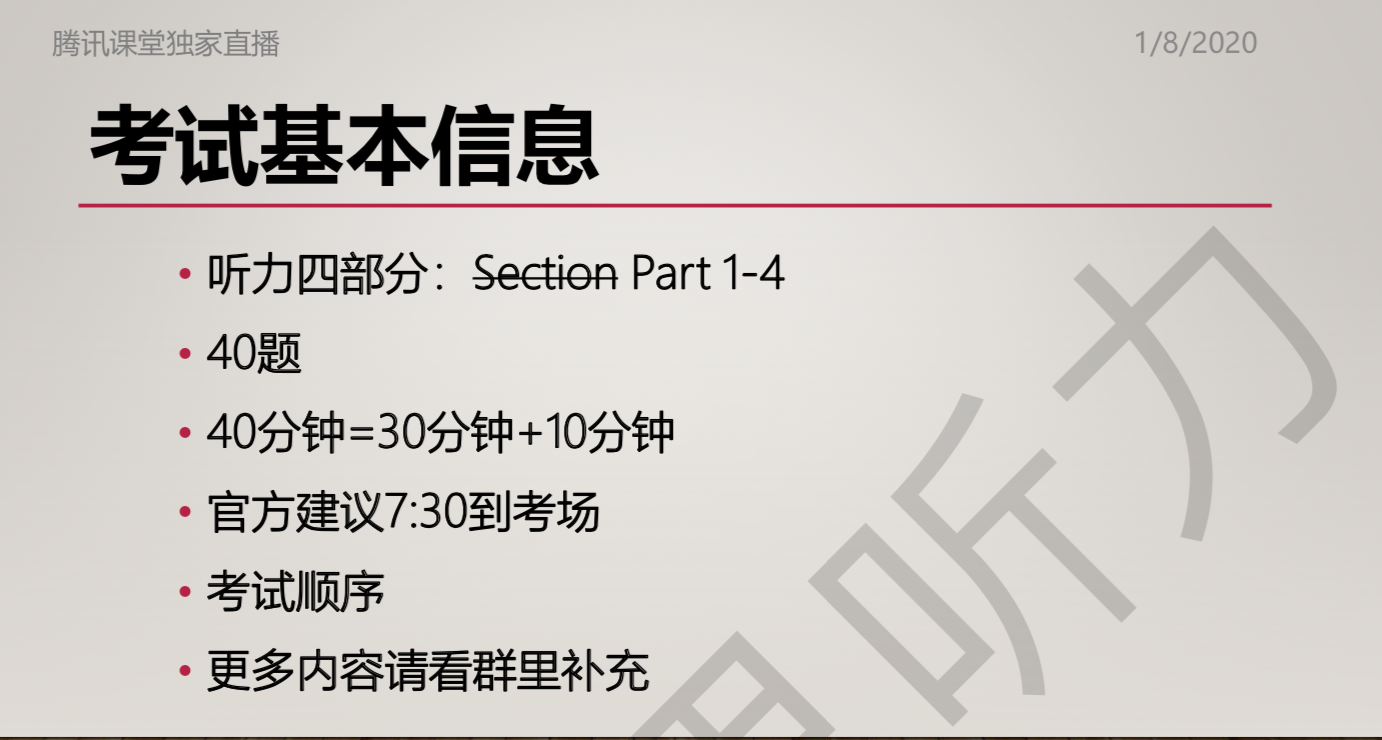 腾讯课堂独家直播
1/8/2020
考试基本信息
• 听力四部分：Section Part 1-4
• 40题
• 40分钟=30分钟+10分钟
• 官方建议7:30到考场
• 考试顺序
• 更多内容请看群里补充
听力